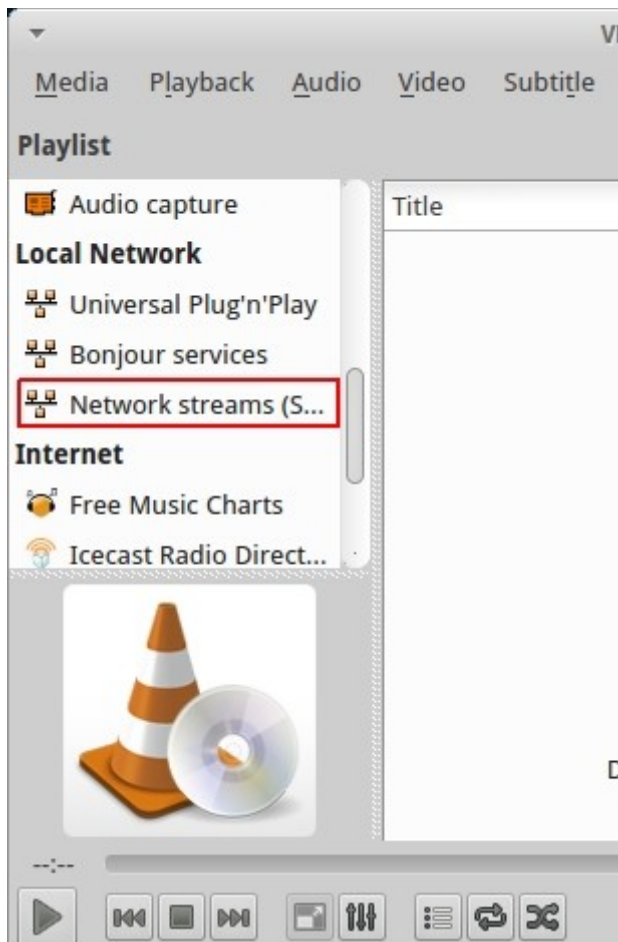 Vl
Media Playback Audio Video Subtitle
Playlist
Audio capture
Title
Local Network
Universal Plug'n'Play
Bonjour services
Network streams (S...
Internet
Free Music Charts
Icecast Radio Direct...
D
--:--